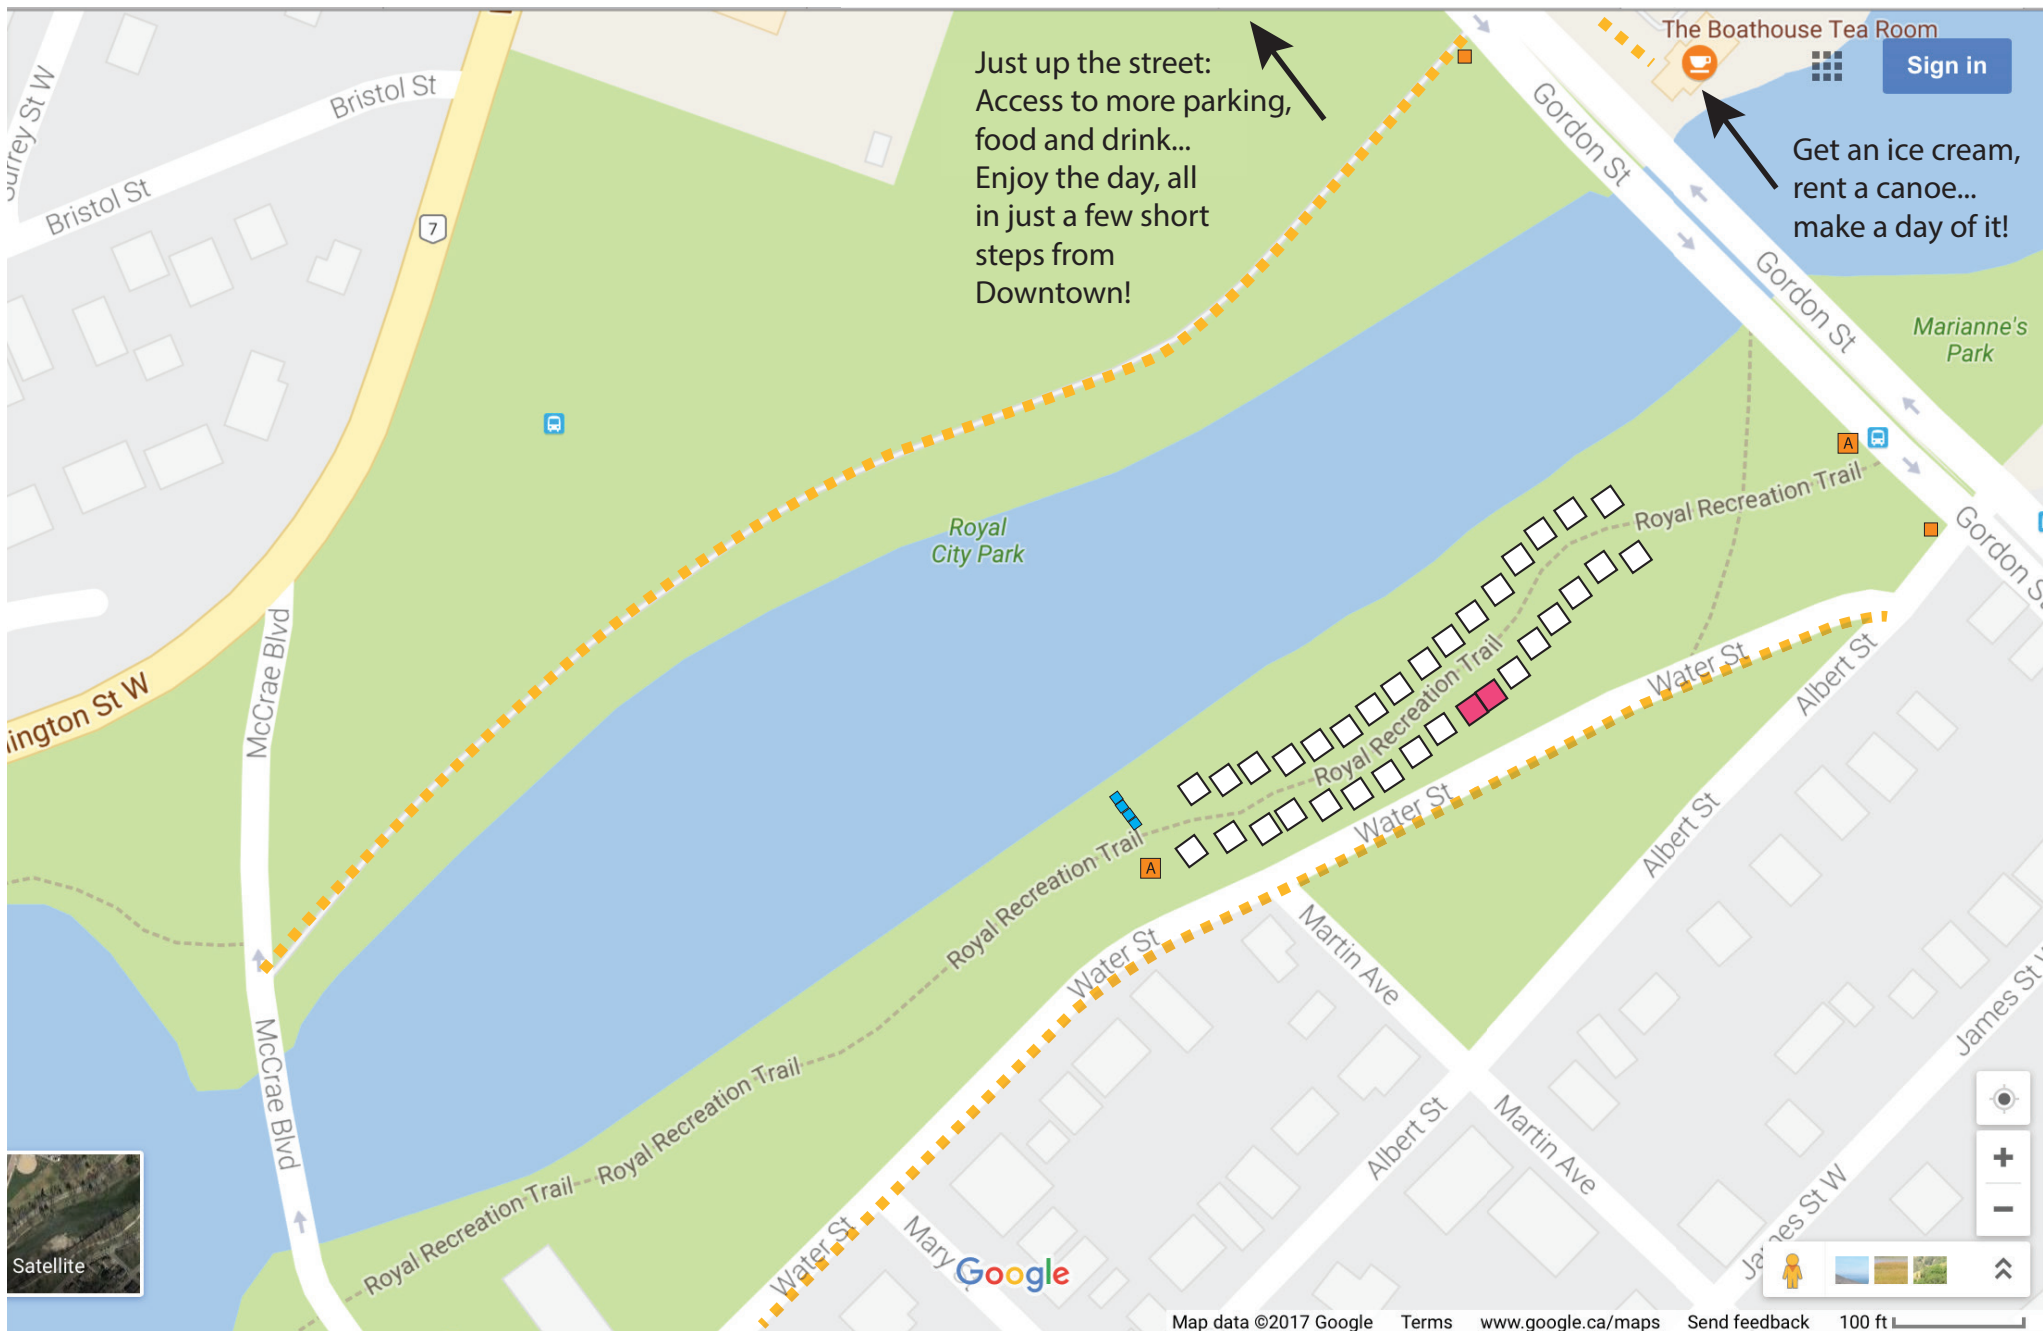 The Boathouse Tea Room
Sign in
Just up the street:
Access to more parking,
food and drink...
Enjoy the day, all
in just a few short
steps from
Downtown!
Get an ice cream,
rent a canoe...
make a day of it!
Bristol St
Bristol St
7
Gordon St
Gordon St
Gordon St
Marianne's
Park
A
Royal Recreation Trail
Royal
City Park
McCrae Blvd
Royal Recreation Trail
Royal Recreation Trail
Water St
Albert St
Water St
Albert St
A
Royal Recreation Trail
Water St
Martin Ave
James St W
McCrae Blvd
Royal Recreation Trail
Royal Recreation Trail
Albert St
Martin Ave
James St W
Water St
Mary
Satellite
Google
Map data ©2017 Google Terms www.google.ca/maps Send feedback 100 ft